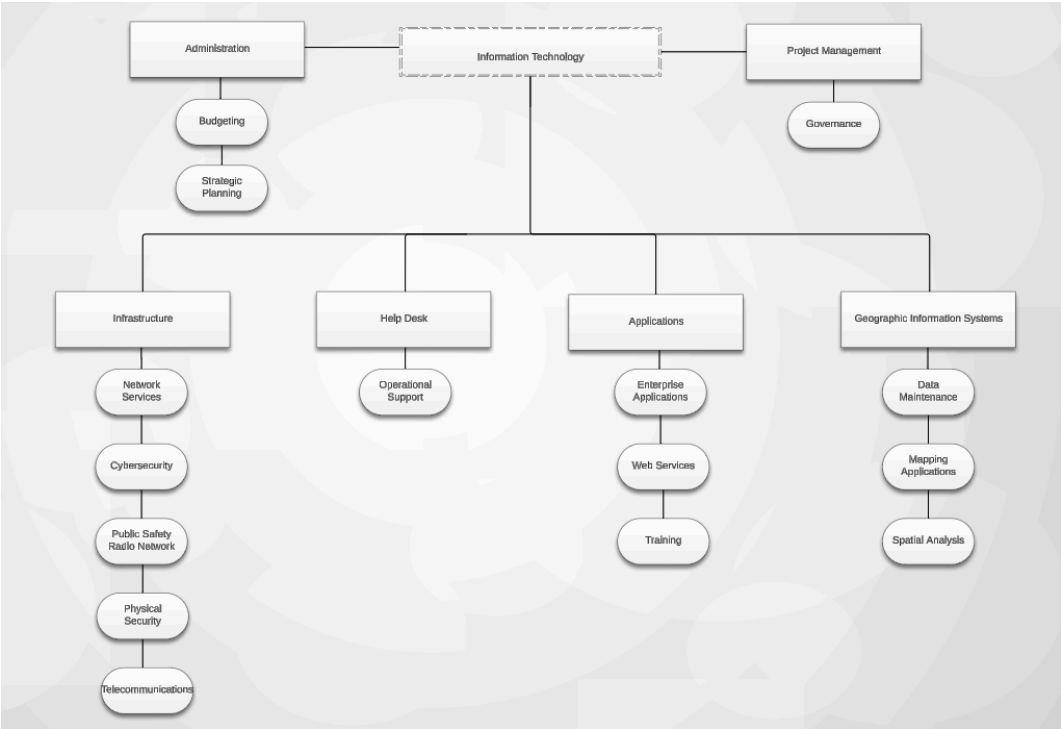 Administration
Information Technology
Project Management
Budgeting
Governance
Strategic
Planning
Infrastructure
Help Desk
Applications
Geographic Information Systems
Network
Services
Operational
Support
Enterprise
Applications
Data
Maintenance
Cybersecurity
Web Services
Mapping
Applications
Public Safety
Radio Network
Training
Spatial Analysis
Physical
Security
Telecommunications